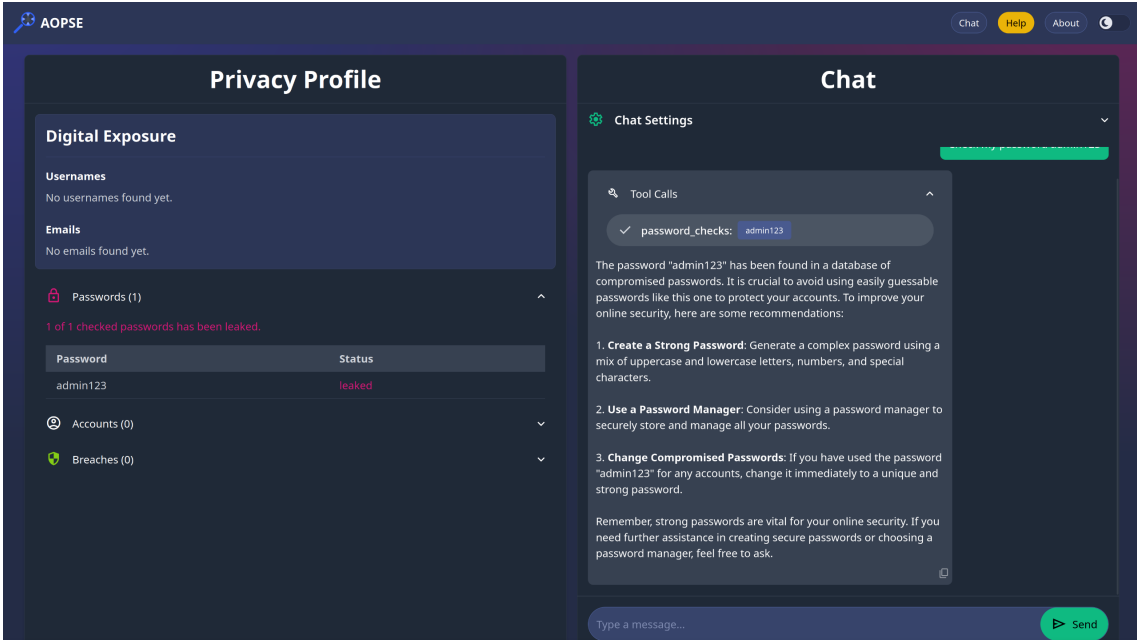 AOPSE
Chat
Help
About
Privacy Profile
Digital Exposure
Usernames
No usernames found yet.
Emails
No emails found yet.
Passwords (1)
1 of 1 checked passwords has been leaked.
Password Status
admin123 leaked
Accounts (0)
Breaches (0)
Chat
Chat Settings
Tool Calls
password_checks: admin123
The password "admin123" has been found in a database of
compromised passwords. It is crucial to avoid using easily guessable
passwords like this one to protect your accounts. To improve your
online security, here are some recommendations:
1. Create a Strong Password: Generate a complex password using a
mix of uppercase and lowercase letters, numbers, and special
characters.
2. Use a Password Manager: Consider using a password manager to
securely store and manage all your passwords.
3. Change Compromised Passwords: If you have used the password
"admin123" for any accounts, change it immediately to a unique and
strong password.
Remember, strong passwords are vital for your online security. If you
need further assistance in creating secure passwords or choosing a
password manager, feel free to ask.
Type a message...
Send